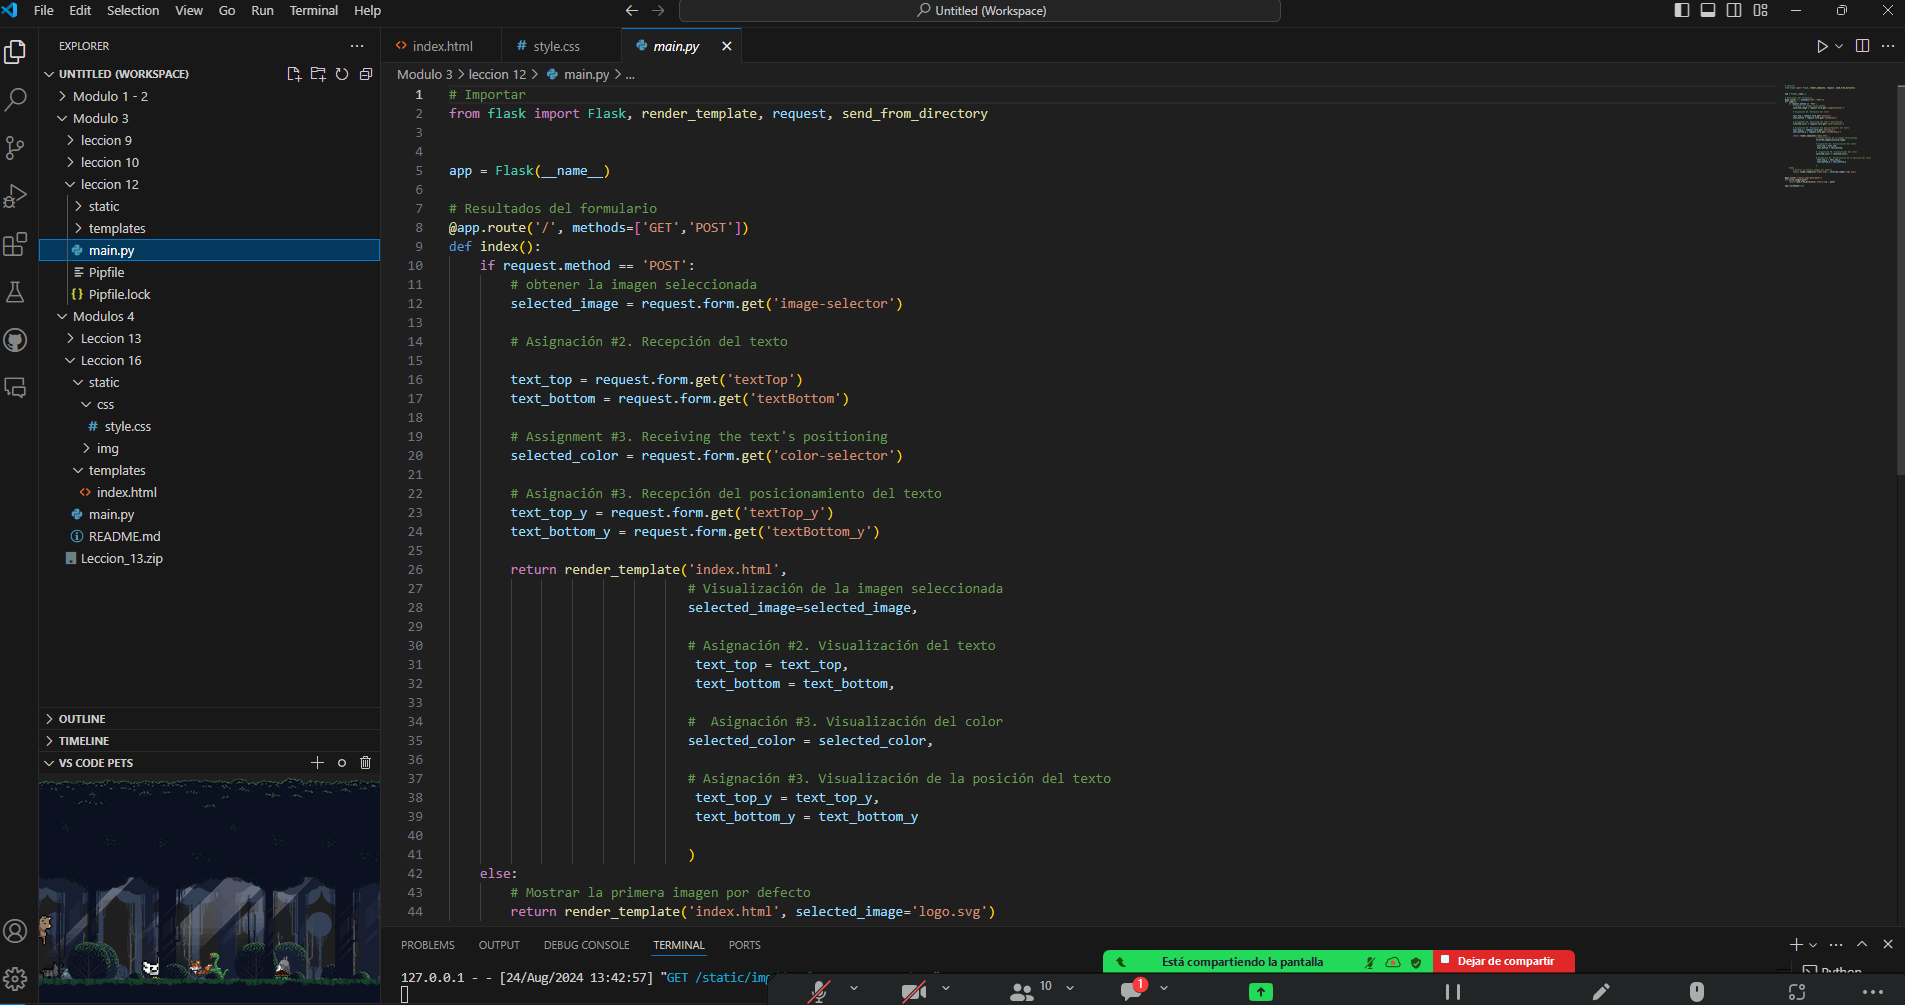 File Edit Selection View Go Run Terminal Help
Untitled (Workspace)
EXPLORER
UNTITLED (WORKSPACE)
Modulo 1 - 2
Modulo 3
leccion 9
leccion 10
leccion 12
static
templates
main.py
Pipfile
Pipfile.lock
Modulos 4
Leccion 13
Leccion 16
static
css
style.css
img
templates
index.html
main.py
README.md
Leccion_13.zip
OUTLINE
TIMELINE
VS CODE PETS
index.html
style.css
main.py
Modulo 3 > leccion 12 > main.py > ...
1 # Importar
2 from flask import Flask, render_template, request, send_from_directory
3
4
5 app = Flask(__name__)
6
7 # Resultados del formulario
8 @app.route('/', methods=['GET','POST'])
9 def index():
10 if request.method == 'POST':
11 # obtener la imagen seleccionada
12 selected_image = request.form.get('image-selector')
13
14 # Asignación #2. Recepción del texto
15
16 text_top = request.form.get('textTop')
17 text_bottom = request.form.get('textBottom')
18
19 # Assignment #3. Receiving the text's positioning
20 selected_color = request.form.get('color-selector')
21
22 # Asignación #3. Recepción del posicionamiento del texto
23 text_top_y = request.form.get('textTop_y')
24 text_bottom_y = request.form.get('textBottom_y')
25
26 return render_template('index.html',
27 # Visualización de la imagen seleccionada
28 selected_image=selected_image,
29
30 # Asignación #2. Visualización del texto
31 text_top = text_top,
32 text_bottom = text_bottom,
33
34 #  Asignación #3. Visualización del color
35 selected_color = selected_color,
36
37 # Asignación #3. Visualización de la posición del texto
38 text_top_y = text_top_y,
39 text_bottom_y = text_bottom_y
40
41 )
42 else:
43 # Mostrar la primera imagen por defecto
44 return render_template('index.html', selected_image='logo.svg')
PROBLEMS OUTPUT DEBUG CONSOLE TERMINAL PORTS
127.0.0.1 - - [24/Aug/2024 13:42:57] "GET /static/im
Está compartiendo la pantalla
Dejar de compartir
Python
10
1